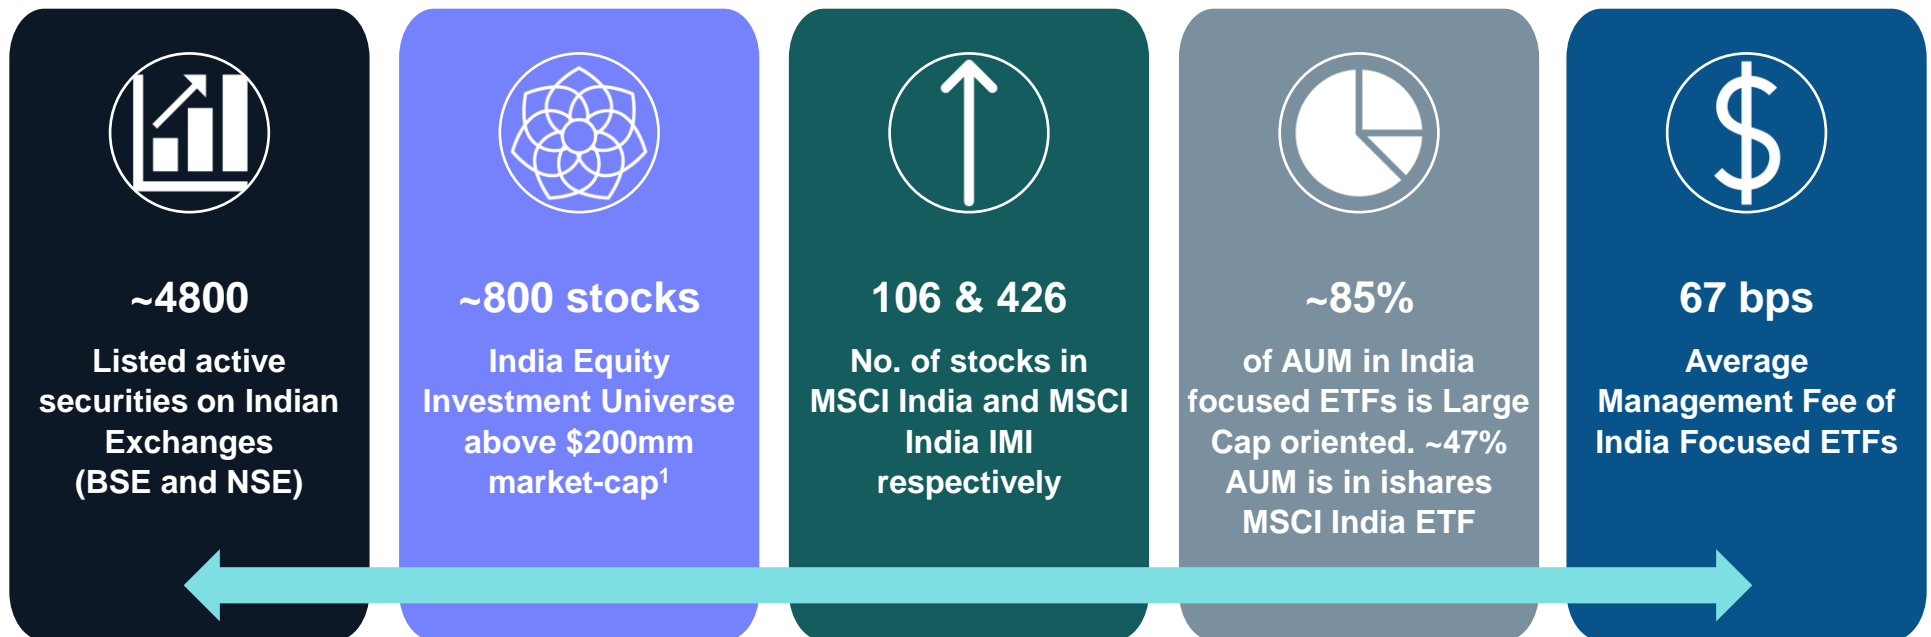 ~4800
Listed active
securities on Indian
Exchanges
(BSE and NSE)
~800 stocks
India Equity
Investment Universe
above $200mm
market-cap¹
106 & 426
No. of stocks in
MSCI India and MSCI
India IMI
respectively
~85%
of AUM in India
focused ETFs is Large
Cap oriented. ~47%
AUM is in ishares
MSCI India ETF
67 bps
Average
Management Fee of
India Focused ETFs